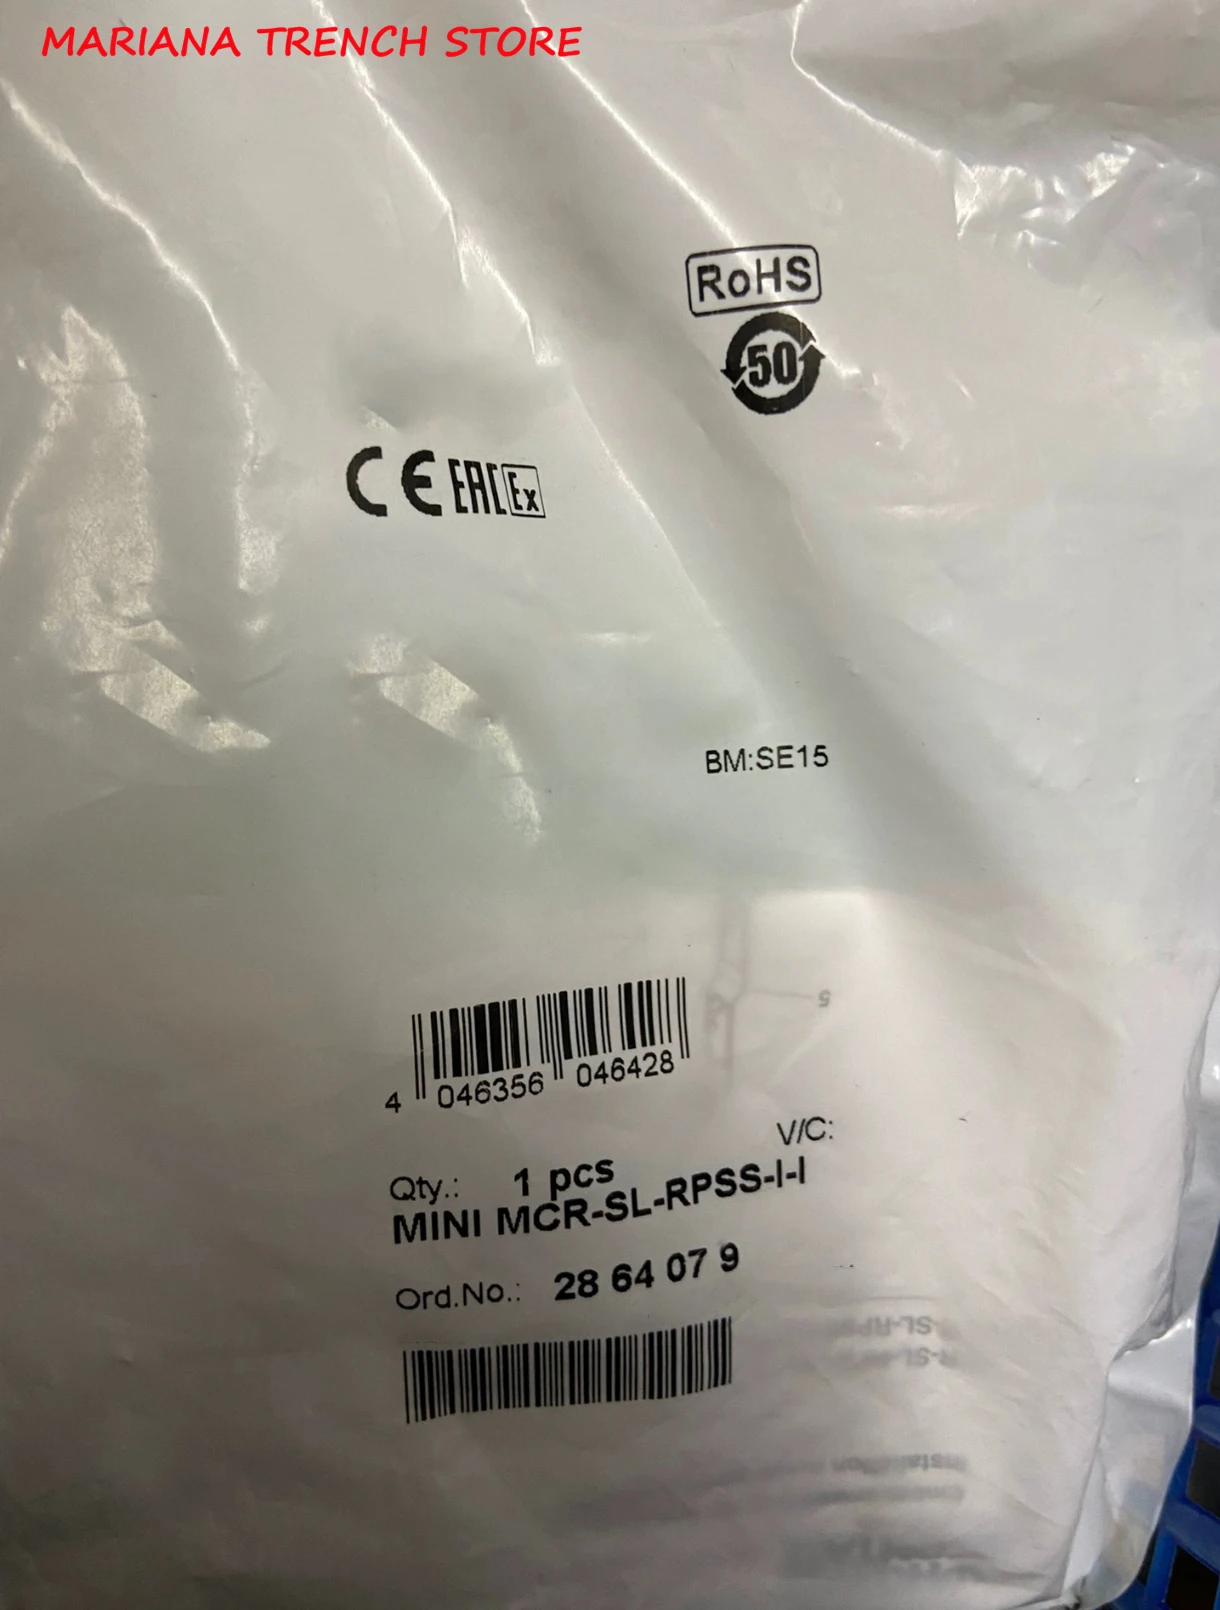 MARIANA TRENCH STORE
RoHS
50
CE EAC Ex
BM:SE15
5
4 046356 046428
V/C:
Qty.: 1 pcs
MINI MCR-SL-RPSS-I-I
Ord.No.: 28 64 07 9